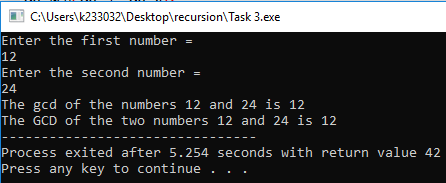 C:\Users\k233032\Desktop\recursion\Task 3.exe
Enter the first number =
12
Enter the second number =
24
The gcd of the numbers 12 and 24 is 12
The GCD of the two numbers 12 and 24 is 12
--------------------------------
Process exited after 5.254 seconds with return value 42
Press any key to continue . . .